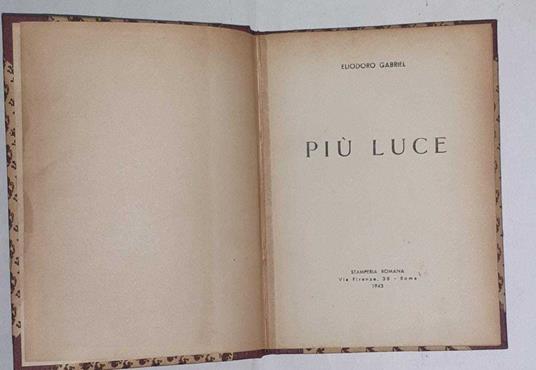 ELIODORO GABRIEL
PIÙ LUCE
STAMPERIA ROMANA
Via Firenze, 38 - Roma
1943